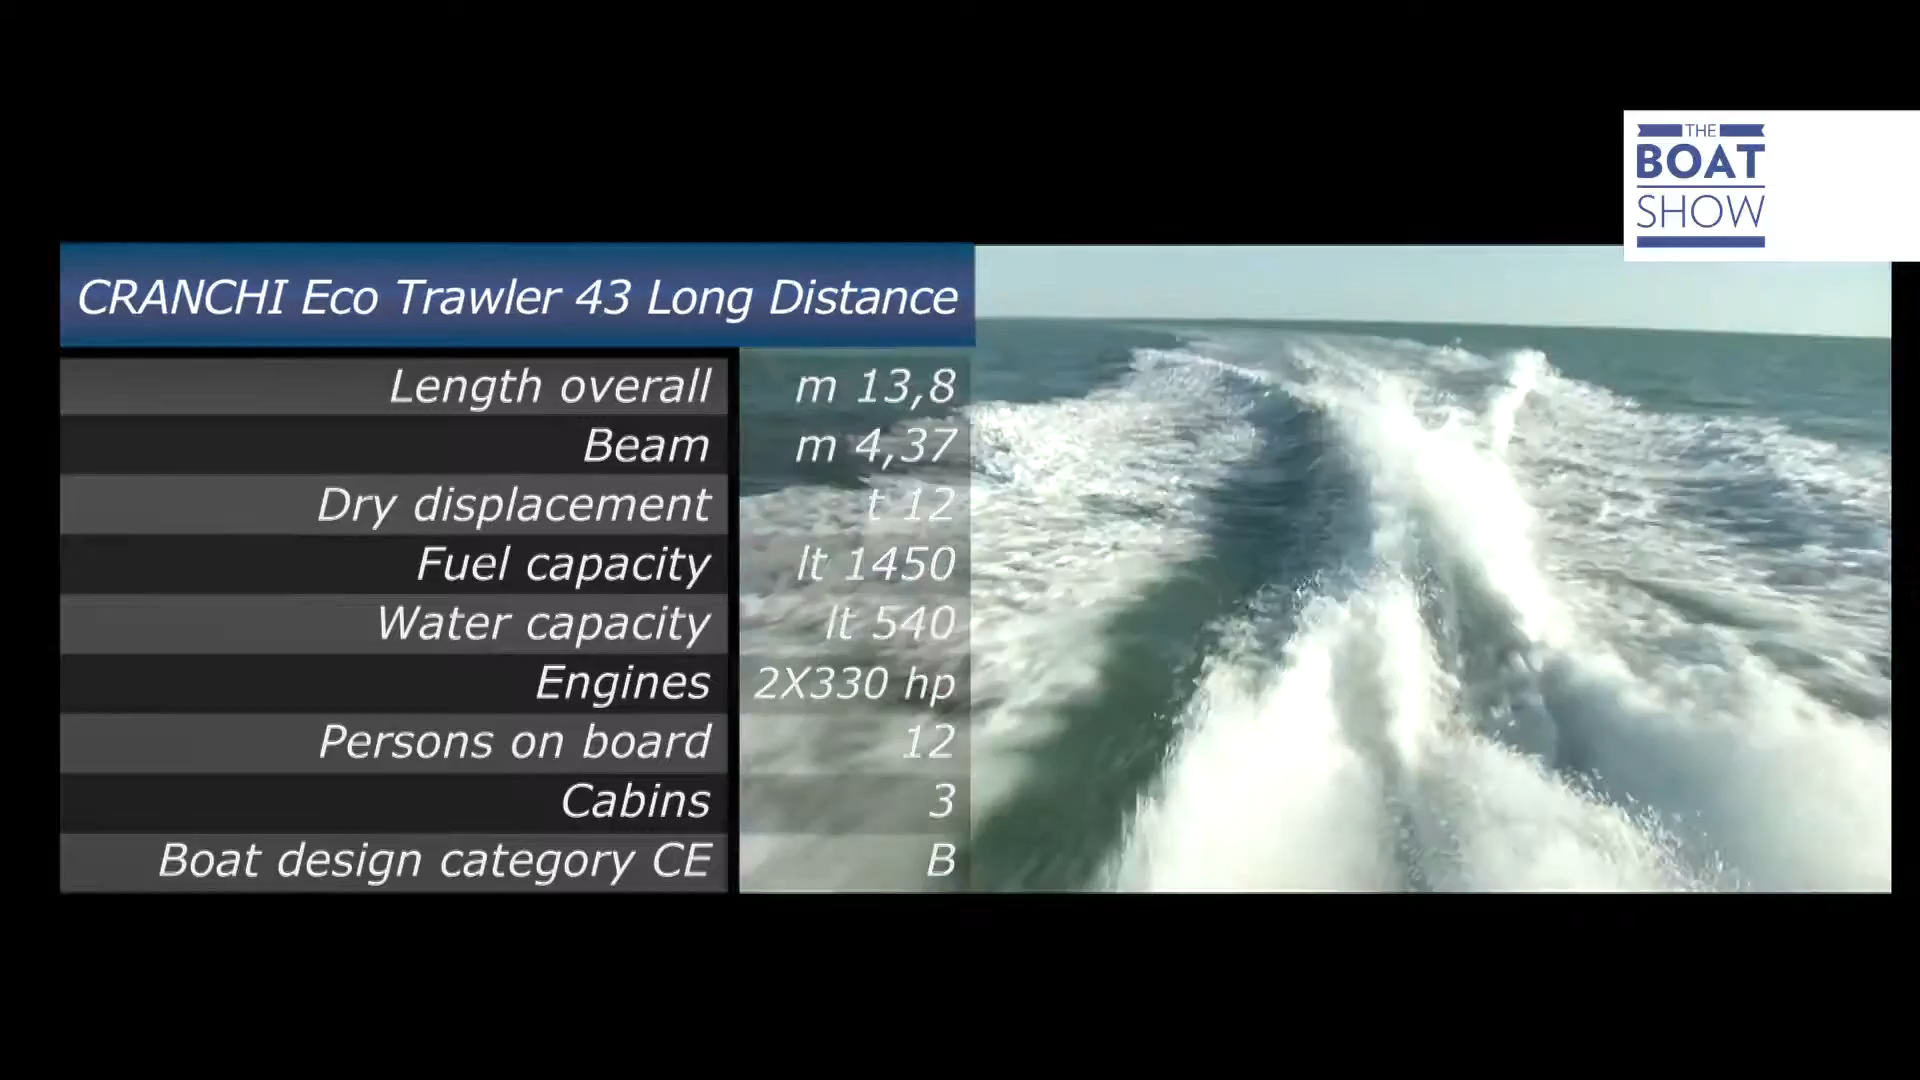 THE
BOAT
SHOW
CRANCHI Eco Trawler 43 Long Distance
Length overall m 13,8
Beam m 4,37
Dry displacement t 12
Fuel capacity lt 1450
Water capacity lt 540
Engines 2X330 hp
Persons on board 12
Cabins 3
Boat design category CE B